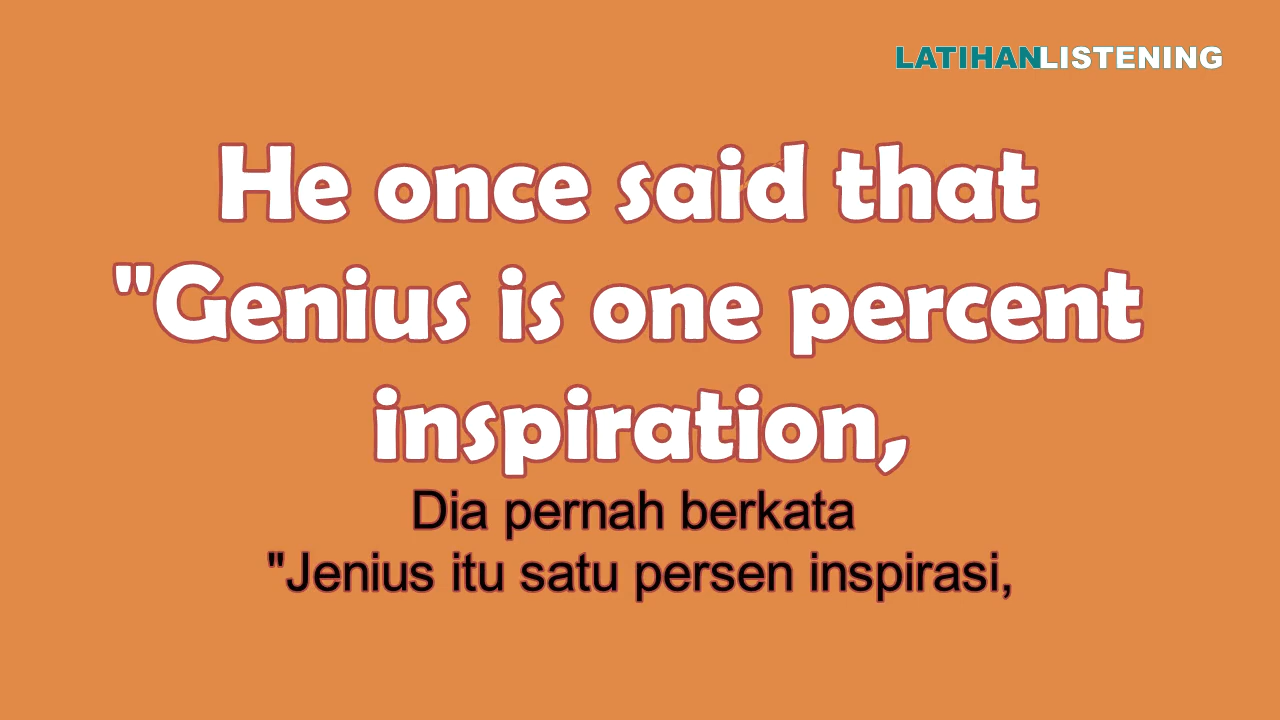 LATIHANLISTENING
He once said that
"Genius is one percent
inspiration,
Dia pernah berkata
"Jenius itu satu persen inspirasi,